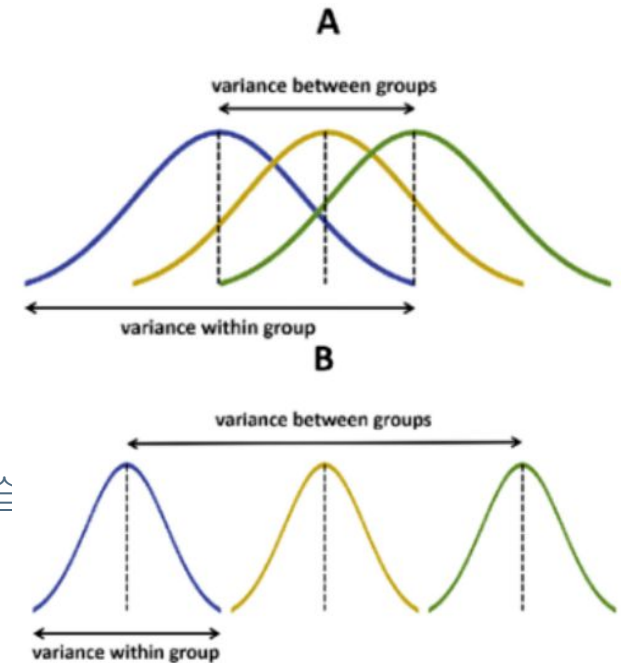 A
variance between groups
variance within group
B
variance between groups
variance within group